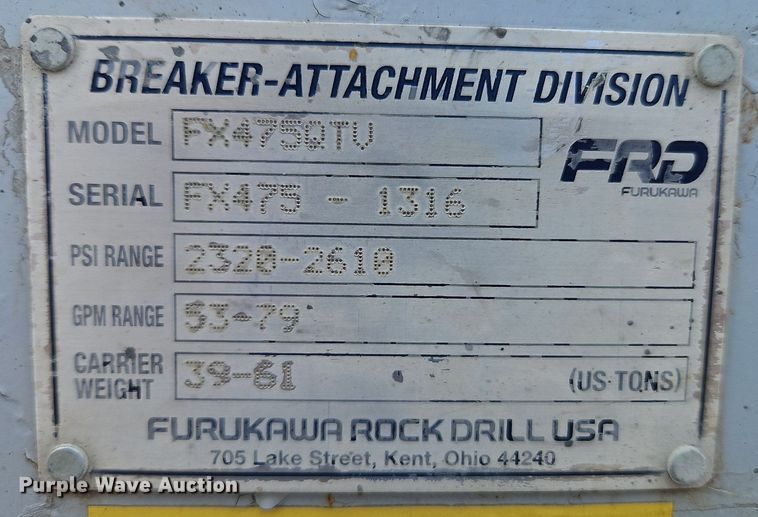 BREAKER-ATTACHMENT DIVISION
MODEL FX475QTV
FRD
FURUKAWA
SERIAL FX475 - 1316
PSI RANGE 2320-2610
GPM RANGE 53-79
CARRIER WEIGHT 39-61 (US TONS)
FURUKAWA ROCK DRILL USA
705 Lake Street, Kent, Ohio 44240
Purple Wave Auction